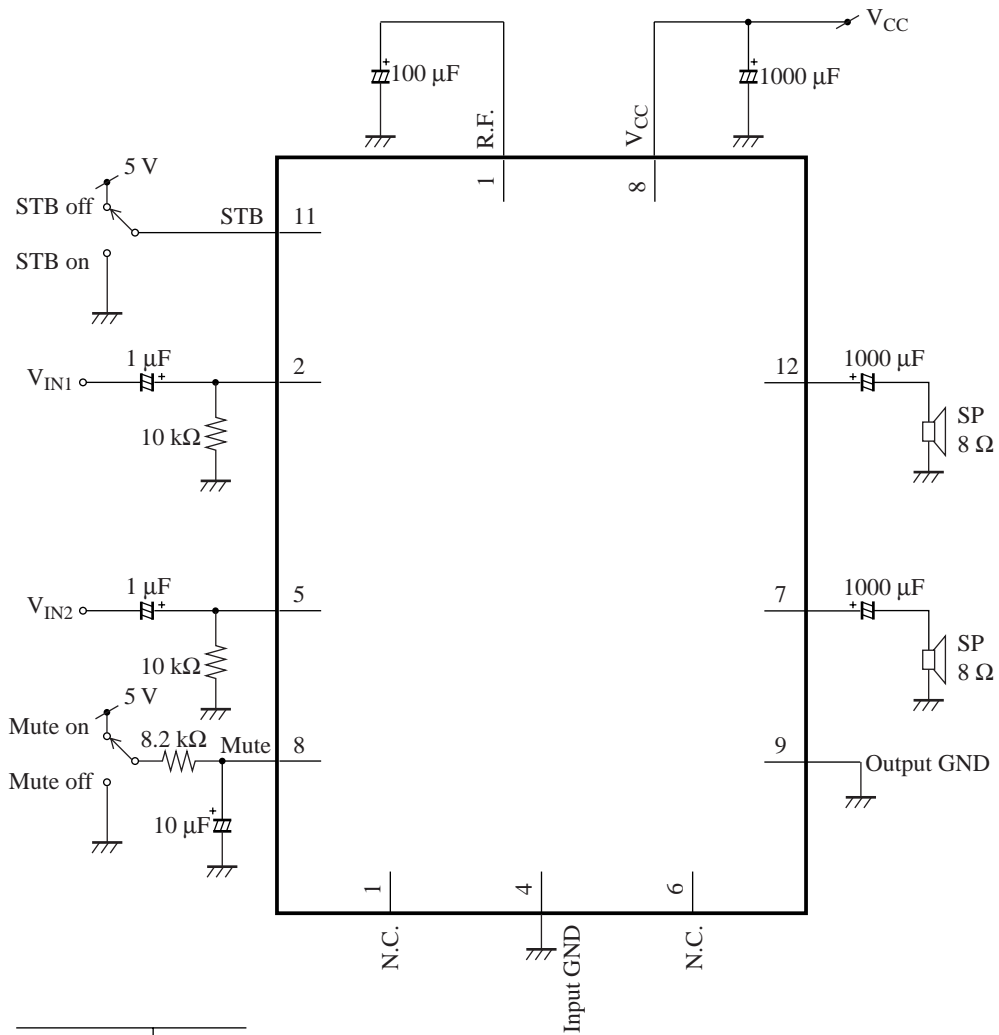 V_CC
100 µF
1000 µF
R.F.
V_CC
1
8
5 V
STB off
STB
11
STB on
1 µF
V_IN1
2
12
1000 µF
10 kΩ
SP
8 Ω
1 µF
V_IN2
5
7
1000 µF
10 kΩ
SP
8 Ω
5 V
Mute on
8.2 kΩ
Mute
8
9
Output GND
Mute off
10 µF
1
4
6
N.C.
Input GND
N.C.